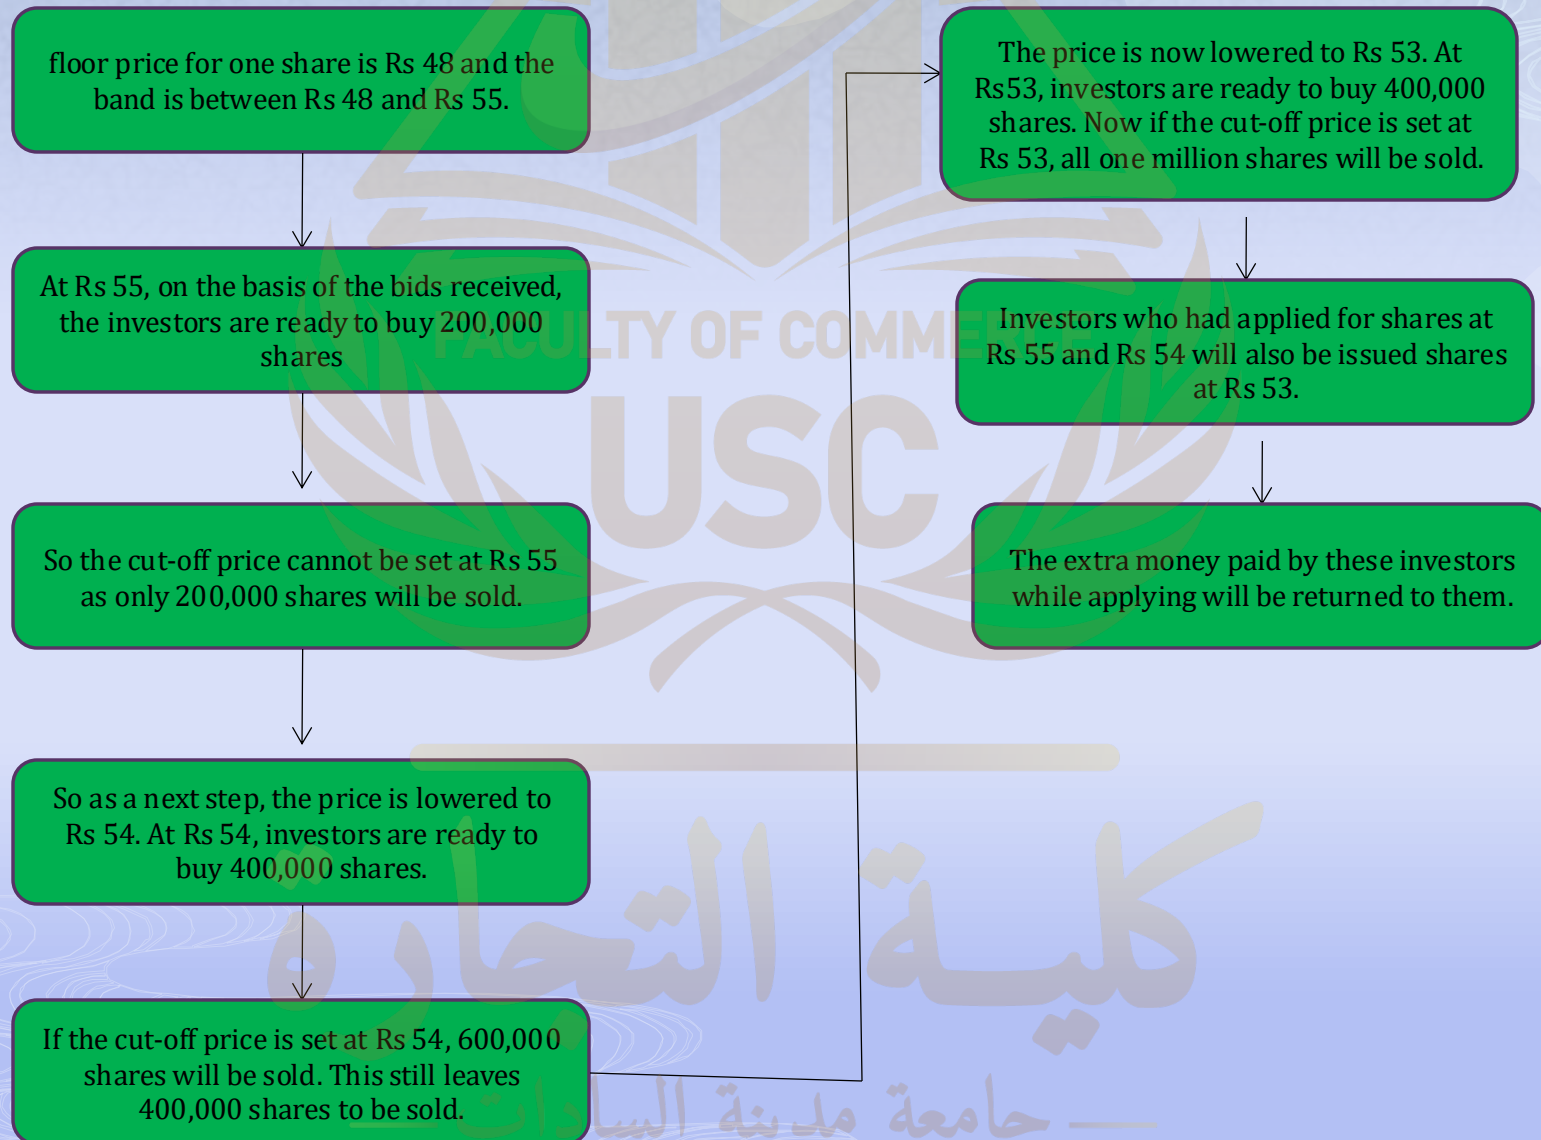 floor price for one share is Rs 48 and the
band is between Rs 48 and Rs 55.
At Rs 55, on the basis of the bids received,
the investors are ready to buy 200,000
shares
So the cut-off price cannot be set at Rs 55
as only 200,000 shares will be sold.
So as a next step, the price is lowered to
Rs 54. At Rs 54, investors are ready to
buy 400,000 shares.
If the cut-off price is set at Rs 54, 600,000
shares will be sold. This still leaves
400,000 shares to be sold.
The price is now lowered to Rs 53. At
Rs53, investors are ready to buy 400,000
shares. Now if the cut-off price is set at
Rs 53, all one million shares will be sold.
Investors who had applied for shares at
Rs 55 and Rs 54 will also be issued shares
at Rs 53.
The extra money paid by these investors
while applying will be returned to them.
FACULTY OF COMMERCE
USC
كلية التجارة
جامعة مدينة السادات